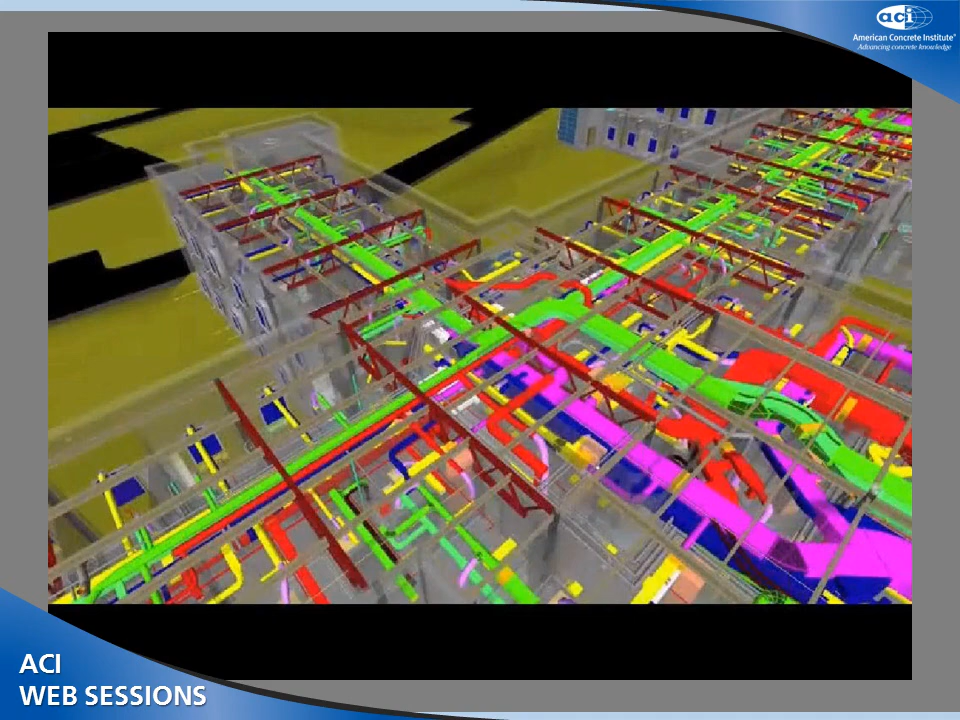 aci
American Concrete Institute®
Advancing concrete knowledge
ACI
WEB SESSIONS